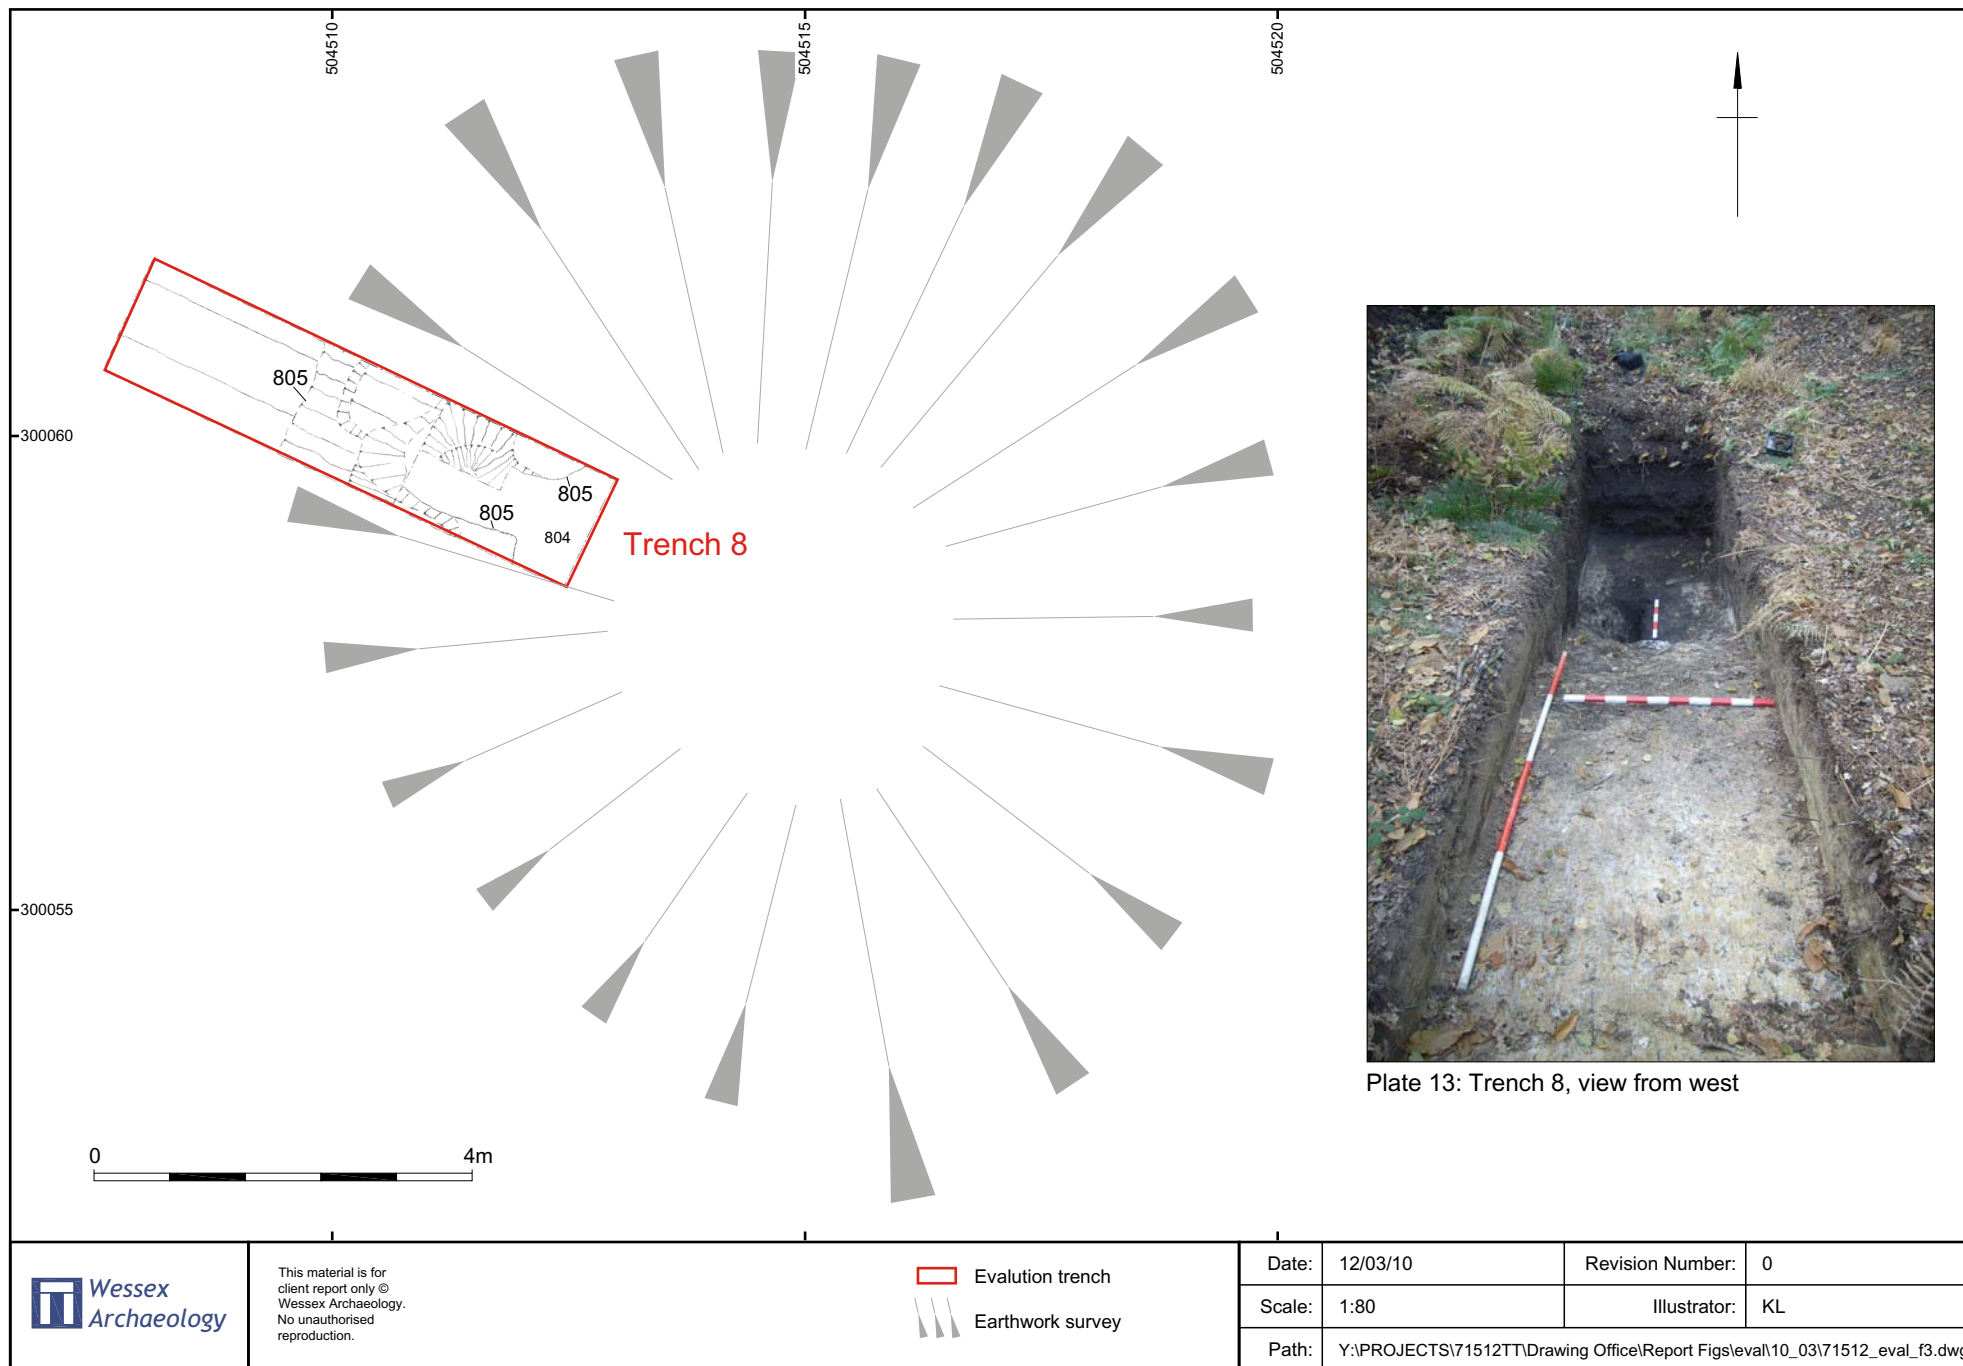 504510
504515
504520
300060
300055
805
805
805
804
Trench 8
Plate 13: Trench 8, view from west
0 4m
Wessex
Archaeology
This material is for
client report only ©
Wessex Archaeology.
No unauthorised
reproduction.
Evalution trench
Earthwork survey
Date: 12/03/10 Revision Number: 0
Scale: 1:80 Illustrator: KL
Path: Y:\PROJECTS\71512TT\Drawing Office\Report Figs\eval\10_03\71512_eval_f3.dwg